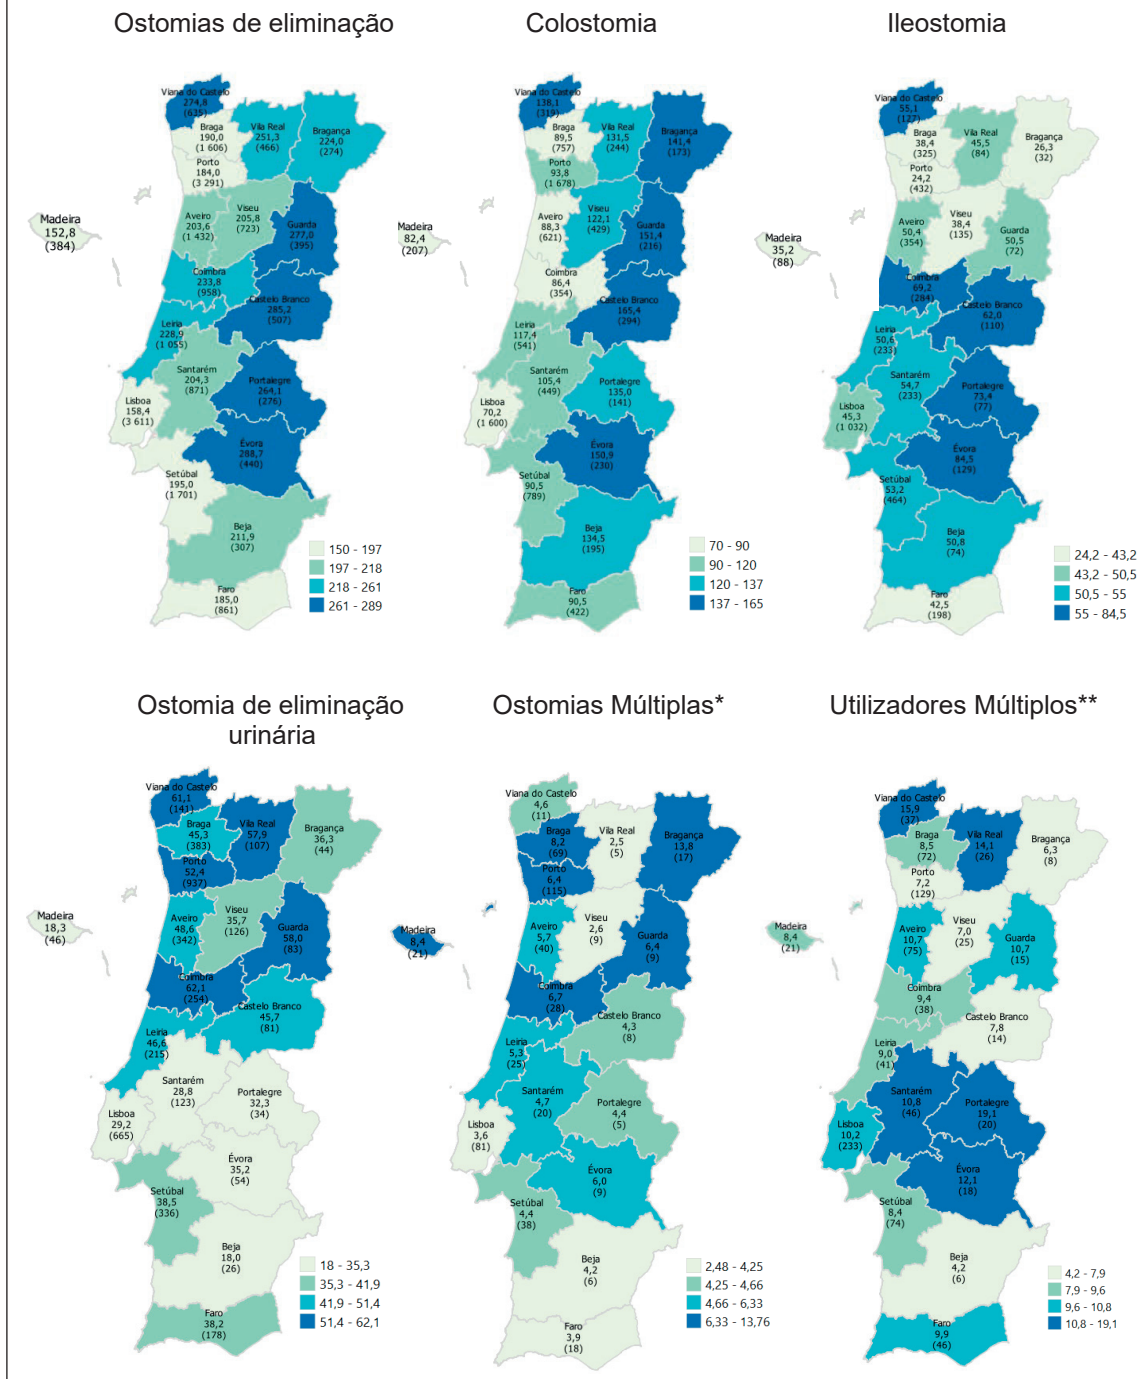 Ostomias de eliminação
Viana do Castelo
274,8
(635)
Braga
190,0
(1 606)
Vila Real
251,3
(466)
Bragança
224,0
(274)
Porto
184,0
(3 291)
Aveiro
203,6
(1 432)
Viseu
205,8
(723)
Guarda
277,0
(395)
Madeira
152,8
(384)
Coimbra
233,8
(958)
Castelo Branco
285,2
(507)
Leiria
228,9
(1 055)
Santarém
204,3
(871)
Portalegre
264,1
(276)
Lisboa
158,4
(3 611)
Évora
288,7
(440)
Setúbal
195,0
(1 701)
Beja
211,9
(307)
Faro
185,0
(861)
150 - 197
197 - 218
218 - 261
261 - 289
Colostomia
Viana do Castelo
138,1
(319)
Braga
89,5
(757)
Vila Real
131,5
(244)
Bragança
141,4
(173)
Porto
93,8
(1 678)
Aveiro
88,3
(621)
Viseu
122,1
(429)
Guarda
151,4
(216)
Madeira
82,4
(207)
Coimbra
86,4
(354)
Castelo Branco
165,4
(294)
Leiria
117,4
(541)
Santarém
105,4
(449)
Portalegre
135,0
(141)
Lisboa
70,2
(1 600)
Évora
150,9
(230)
Setúbal
90,5
(789)
Beja
134,5
(195)
Faro
90,5
(422)
70 - 90
90 - 120
120 - 137
137 - 165
Ileostomia
Viana do Castelo
55,1
(127)
Braga
38,4
(325)
Vila Real
45,5
(84)
Bragança
26,3
(32)
Porto
24,2
(432)
Aveiro
50,4
(354)
Viseu
38,4
(135)
Guarda
50,5
(72)
Madeira
35,2
(88)
Coimbra
69,2
(284)
Castelo Branco
62,0
(110)
Leiria
50,6
(233)
Santarém
54,7
(233)
Portalegre
73,4
(77)
Lisboa
45,3
(1 032)
Évora
84,5
(129)
Setúbal
53,2
(464)
Beja
50,8
(74)
Faro
42,5
(198)
24,2 - 43,2
43,2 - 50,5
50,5 - 55
55 - 84,5
Ostomia de eliminação
urinária
Viana do Castelo
61,1
(141)
Braga
45,3
(383)
Vila Real
57,9
(107)
Bragança
36,3
(44)
Porto
52,4
(937)
Aveiro
48,6
(342)
Viseu
35,7
(126)
Guarda
58,0
(83)
Madeira
18,3
(46)
Coimbra
62,1
(254)
Castelo Branco
45,7
(81)
Leiria
46,6
(215)
Santarém
28,8
(123)
Portalegre
32,3
(34)
Lisboa
29,2
(665)
Évora
35,2
(54)
Setúbal
38,5
(336)
Beja
18,0
(26)
Faro
38,2
(178)
18 - 35,3
35,3 - 41,9
41,9 - 51,4
51,4 - 62,1
Ostomias Múltiplas*
Viana do Castelo
4,6
(11)
Braga
8,2
(69)
Vila Real
2,5
(5)
Bragança
13,8
(17)
Porto
6,4
(115)
Aveiro
5,7
(40)
Viseu
2,6
(9)
Guarda
6,4
(9)
Madeira
8,4
(21)
Coimbra
6,7
(28)
Castelo Branco
4,3
(8)
Leiria
5,3
(25)
Santarém
4,7
(20)
Portalegre
4,4
(5)
Lisboa
3,6
(81)
Évora
6,0
(9)
Setúbal
4,4
(38)
Beja
4,2
(6)
Faro
3,9
(18)
2,48 - 4,25
4,25 - 4,66
4,66 - 6,33
6,33 - 13,76
Utilizadores Múltiplos**
Viana do Castelo
15,9
(37)
Braga
8,5
(72)
Vila Real
14,1
(26)
Bragança
6,3
(8)
Porto
7,2
(129)
Aveiro
10,7
(75)
Viseu
7,0
(25)
Guarda
10,7
(15)
Madeira
8,4
(21)
Coimbra
9,4
(38)
Castelo Branco
7,8
(14)
Leiria
9,0
(41)
Santarém
10,8
(46)
Portalegre
19,1
(20)
Lisboa
10,2
(233)
Évora
12,1
(18)
Setúbal
8,4
(74)
Beja
4,2
(6)
Faro
9,9
(46)
4,2 - 7,9
7,9 - 9,6
9,6 - 10,8
10,8 - 19,1